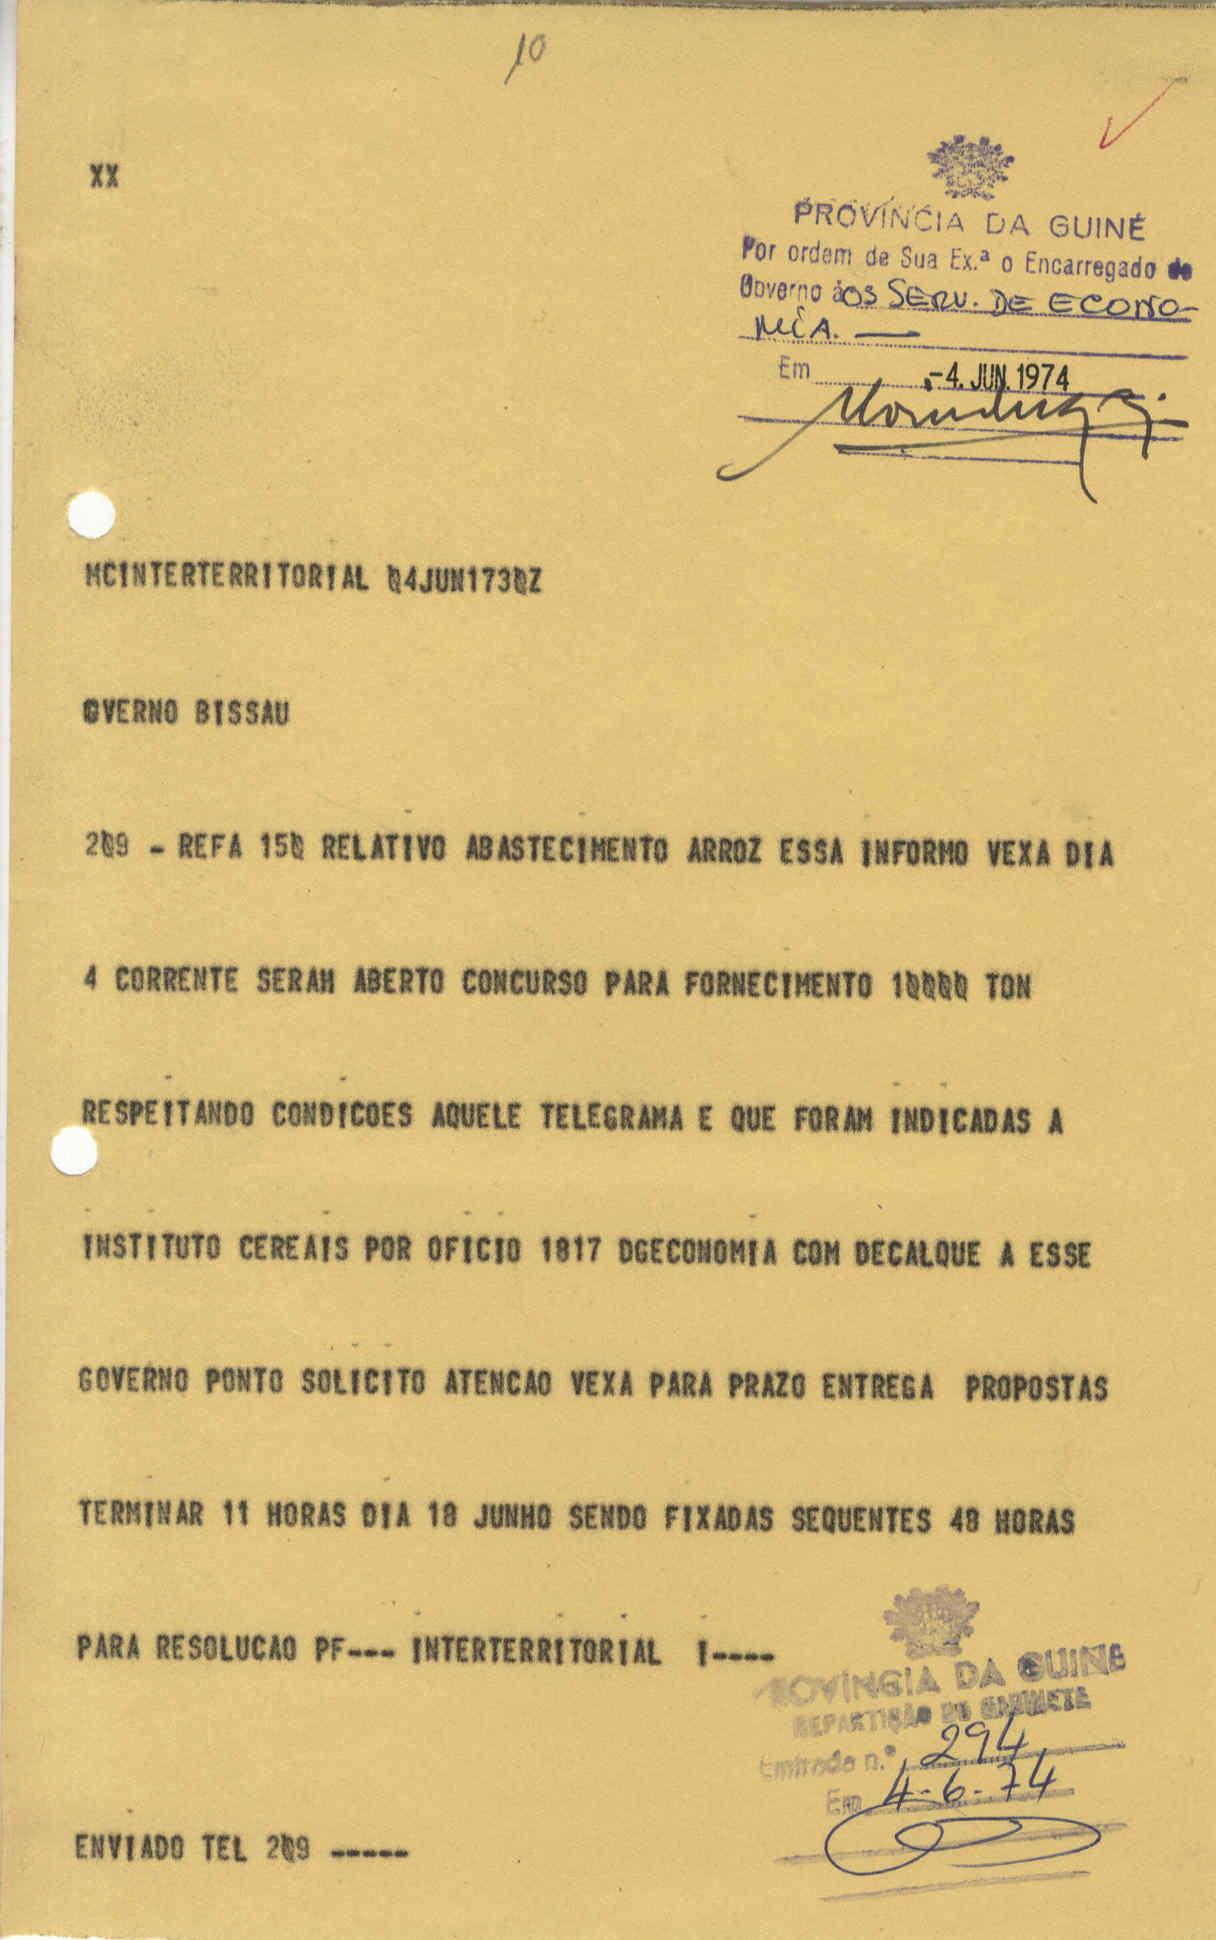 10
XX
PROVÍNCIA DA GUINÉ
Por ordem de Sua Ex.ª o Encarregado do
Governo àos SERV. DE ECONO-
MIA. —
Em -4. JUN. 1974
MCINTERTERRITORIAL 04JUN1730Z
GVERNO BISSAU
209 - REFA 150 RELATIVO ABASTECIMENTO ARROZ ESSA INFORMO VEXA DIA
4 CORRENTE SERAH ABERTO CONCURSO PARA FORNECIMENTO 10000 TON
RESPEITANDO CONDICOES AQUELE TELEGRAMA E QUE FORAM INDICADAS A
INSTITUTO CEREAIS POR OFICIO 1817 DGECONOMIA COM DECALQUE A ESSE
GOVERNO PONTO SOLICITO ATENCAO VEXA PARA PRAZO ENTREGA PROPOSTAS
TERMINAR 11 HORAS DIA 18 JUNHO SENDO FIXADAS SEQUENTES 48 HORAS
PARA RESOLUCAO PF--- INTERTERRITORIAL I----
PROVÍNCIA DA GUINÉ
REPARTIÇÃO DO GABINETE
Entrada n.º 294
Em 4-6-74
ENVIADO TEL 209 -----